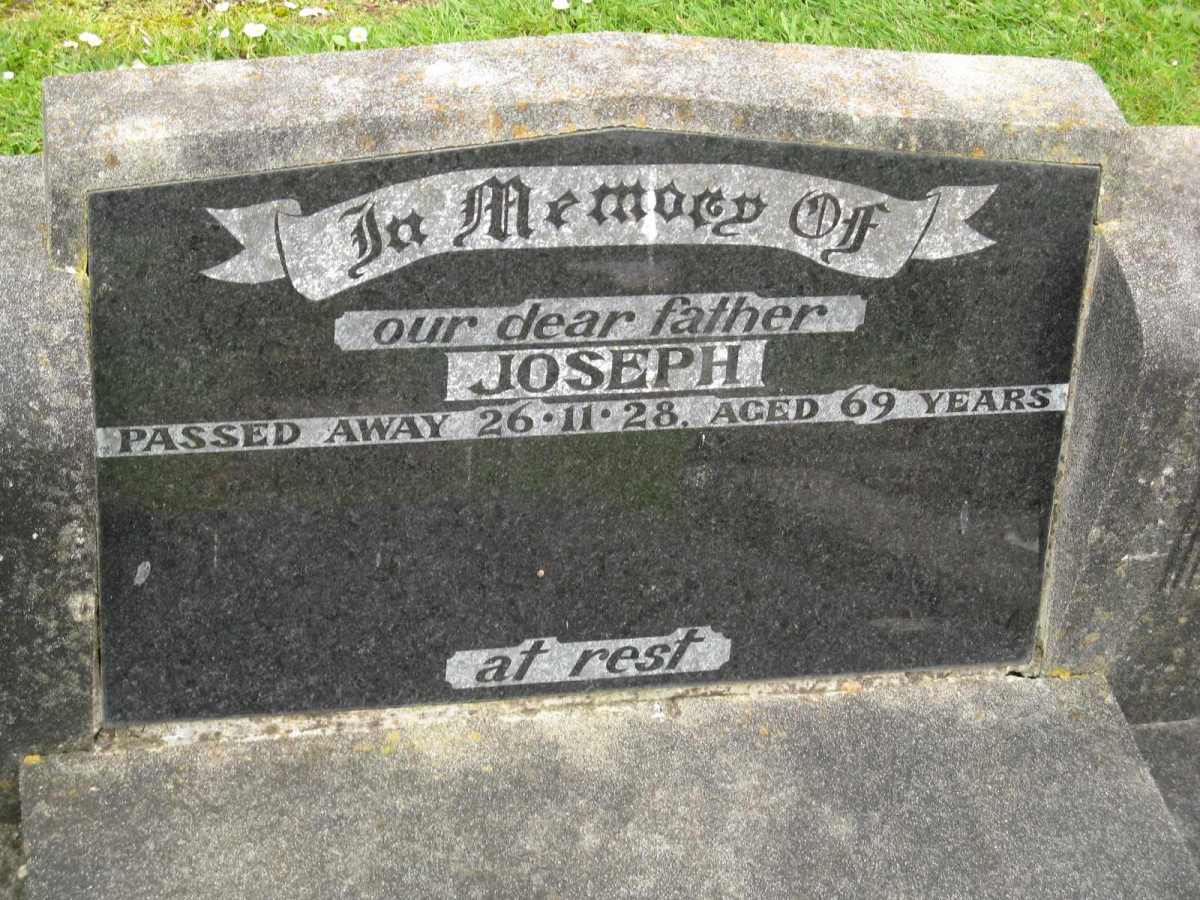 In Memory Of
our dear father
JOSEPH
PASSED AWAY 26·11·28. AGED 69 YEARS
at rest